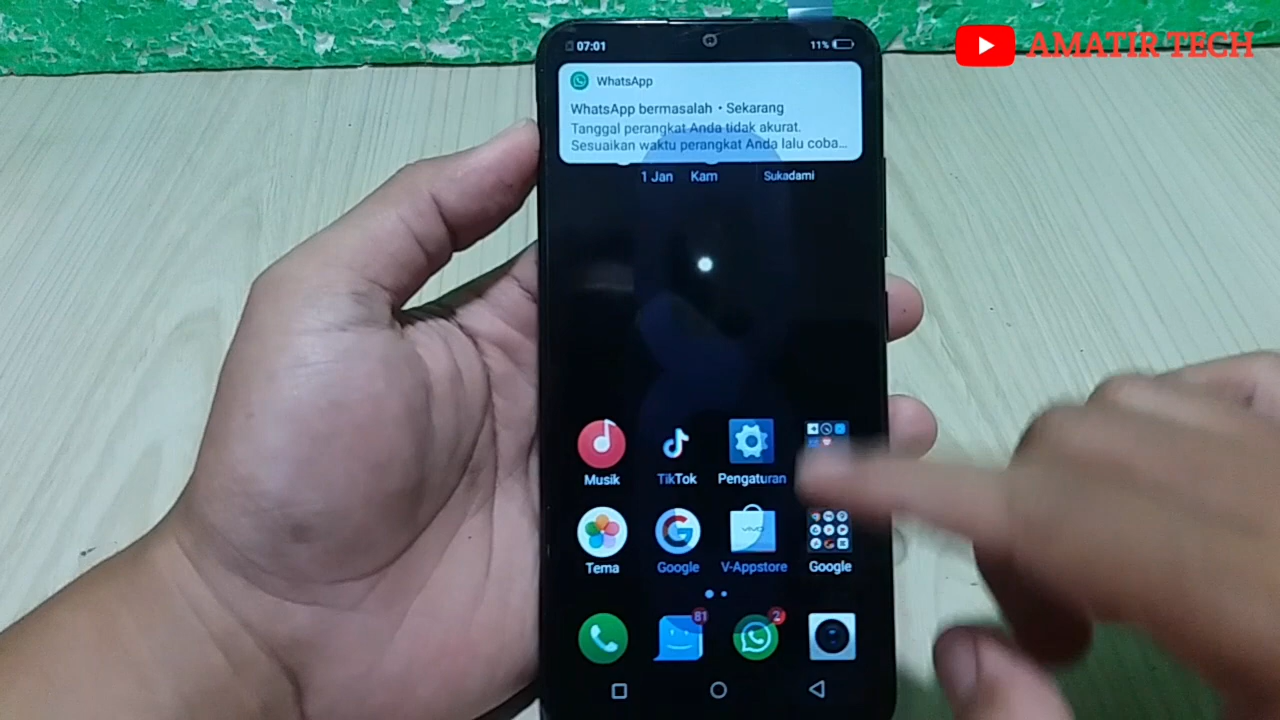 AMATIR TECH
07:01
11%
WhatsApp
WhatsApp bermasalah • Sekarang
Tanggal perangkat Anda tidak akurat.
Sesuaikan waktu perangkat Anda lalu coba...
1 Jan Kam Sukadami
Musik TikTok Pengaturan
vivo
Tema Google V-Appstore Google
81 2